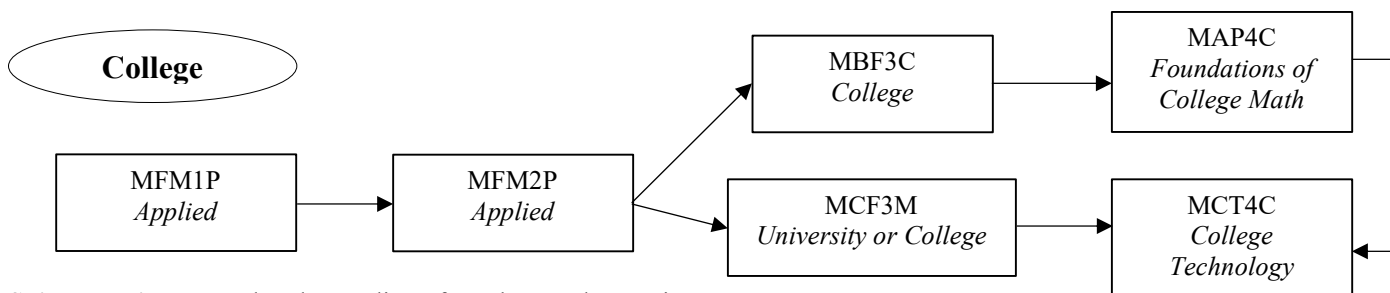 College
MFM1P
Applied
MFM2P
Applied
MBF3C
College
MCF3M
University or College
MAP4C
Foundations of
College Math
MCT4C
College
Technology